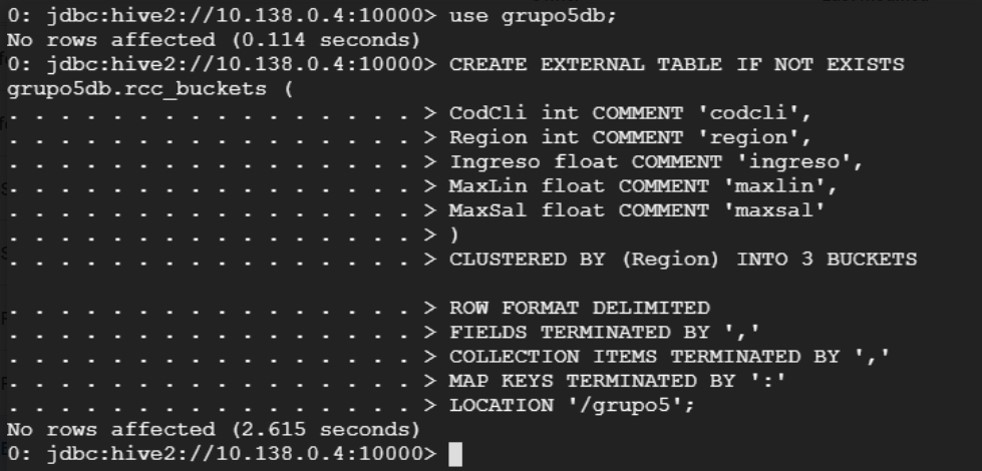 0: jdbc:hive2://10.138.0.4:10000> use grupo5db;
No rows affected (0.114 seconds)
0: jdbc:hive2://10.138.0.4:10000> CREATE EXTERNAL TABLE IF NOT EXISTS
grupo5db.rcc_buckets (
. . . . . . . . . . . . . . . . > CodCli int COMMENT 'codcli',
. . . . . . . . . . . . . . . . > Region int COMMENT 'region',
. . . . . . . . . . . . . . . . > Ingreso float COMMENT 'ingreso',
. . . . . . . . . . . . . . . . > MaxLin float COMMENT 'maxlin',
. . . . . . . . . . . . . . . . > MaxSal float COMMENT 'maxsal'
. . . . . . . . . . . . . . . . > )
. . . . . . . . . . . . . . . . > CLUSTERED BY (Region) INTO 3 BUCKETS
. . . . . . . . . . . . . . . . > ROW FORMAT DELIMITED
. . . . . . . . . . . . . . . . > FIELDS TERMINATED BY ','
. . . . . . . . . . . . . . . . > COLLECTION ITEMS TERMINATED BY ','
. . . . . . . . . . . . . . . . > MAP KEYS TERMINATED BY ':'
. . . . . . . . . . . . . . . . > LOCATION '/grupo5';
No rows affected (2.615 seconds)
0: jdbc:hive2://10.138.0.4:10000>